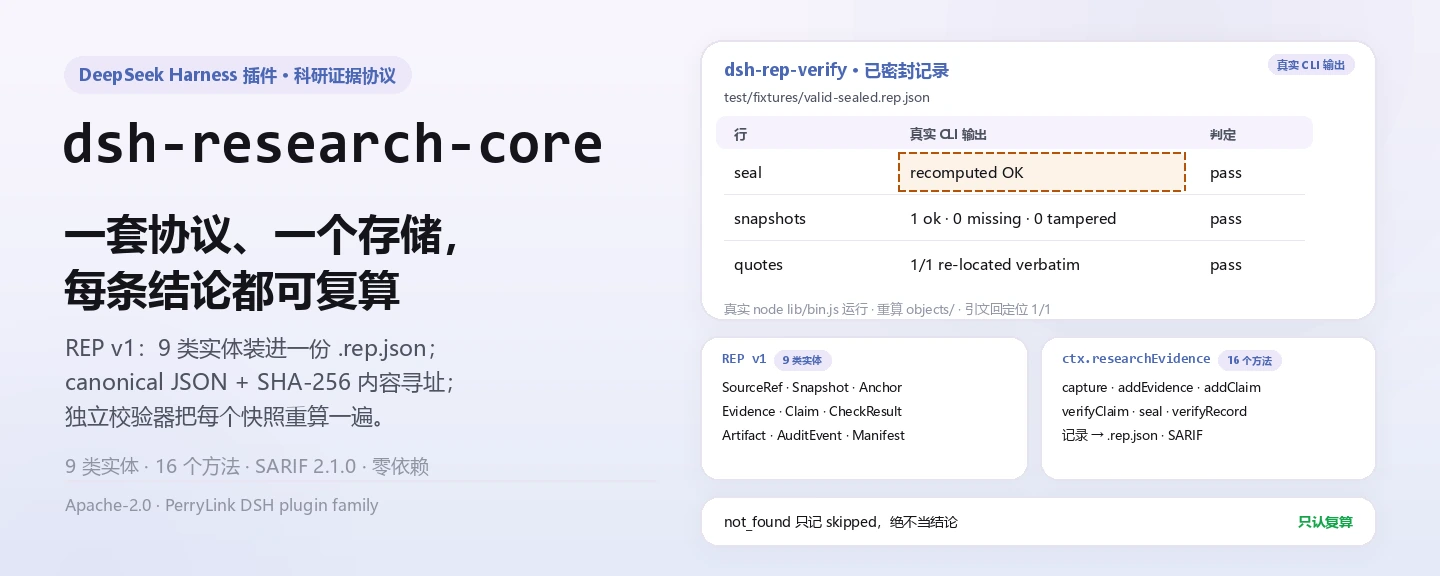 DeepSeek Harness 插件 · 科研证据协议
dsh-research-core
一套协议、一个存储，
每条结论都可复算
REP v1：9 类实体装进一份 .rep.json；
canonical JSON + SHA-256 内容寻址；
独立校验器把每个快照重算一遍。
9 类实体 · 16 个方法 · SARIF 2.1.0 · 零依赖
Apache-2.0 · PerryLink DSH plugin family
dsh-rep-verify · 已密封记录
真实 CLI 输出
test/fixtures/valid-sealed.rep.json
行 真实 CLI 输出 判定
seal recomputed OK pass
snapshots 1 ok · 0 missing · 0 tampered pass
quotes 1/1 re-located verbatim pass
真实 node lib/bin.js 运行 · 重算 objects/ · 引文回定位 1/1
REP v1 9 类实体
SourceRef · Snapshot · Anchor
Evidence · Claim · CheckResult
Artifact · AuditEvent · Manifest
ctx.researchEvidence 16 个方法
capture · addEvidence · addClaim
verifyClaim · seal · verifyRecord
记录 → .rep.json · SARIF
not_found 只记 skipped，绝不当结论
只认复算